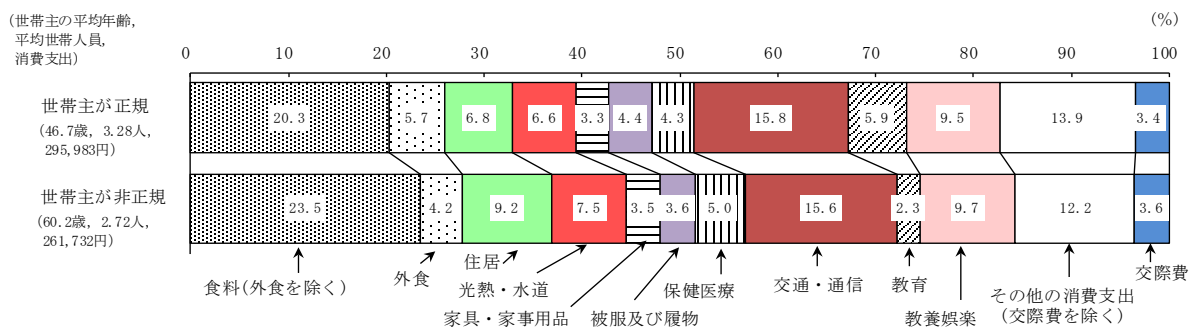 (世帯主の平均年齢,
平均世帯人員,
消費支出)
(%)
0 10 20 30 40 50 60 70 80 90 100
世帯主が正規
(46.7歳, 3.28人,
295,983円)
20.3 5.7 6.8 6.6 3.3 4.4 4.3 15.8 5.9 9.5 13.9 3.4
世帯主が非正規
(60.2歳, 2.72人,
261,732円)
23.5 4.2 9.2 7.5 3.5 3.6 5.0 15.6 2.3 9.7 12.2 3.6
食料(外食を除く)
外食
住居
光熱・水道
家具・家事用品
被服及び履物
保健医療
交通・通信
教育
教養娯楽
その他の消費支出
(交際費を除く)
交際費